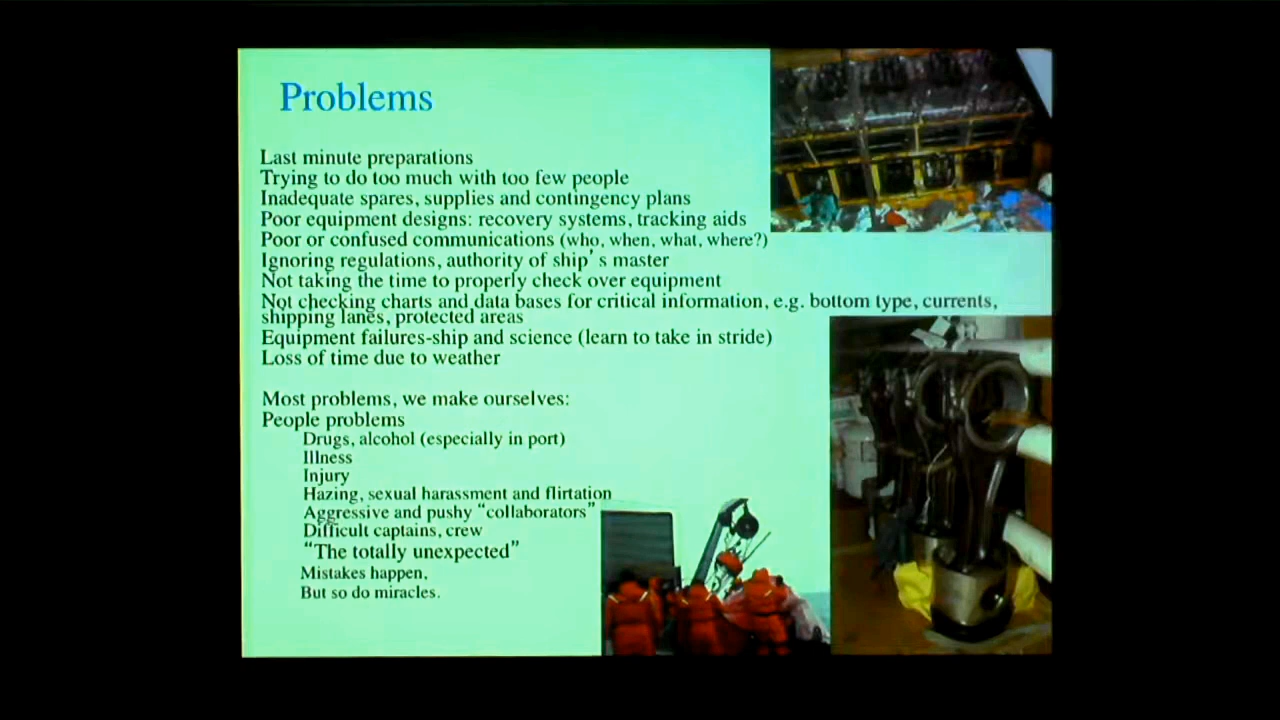 Problems
Last minute preparations
Trying to do too much with too few people
Inadequate spares, supplies and contingency plans
Poor equipment designs: recovery systems, tracking aids
Poor or confused communications (who, when, what, where?)
Ignoring regulations, authority of ship's master
Not taking the time to properly check over equipment
Not checking charts and data bases for critical information, e.g. bottom type, currents,
shipping lanes, protected areas
Equipment failures-ship and science (learn to take in stride)
Loss of time due to weather
Most problems, we make ourselves:
People problems
Drugs, alcohol (especially in port)
Illness
Injury
Hazing, sexual harassment and flirtation
Aggressive and pushy “collaborators”
Difficult captains, crew
“The totally unexpected”
Mistakes happen,
But so do miracles.